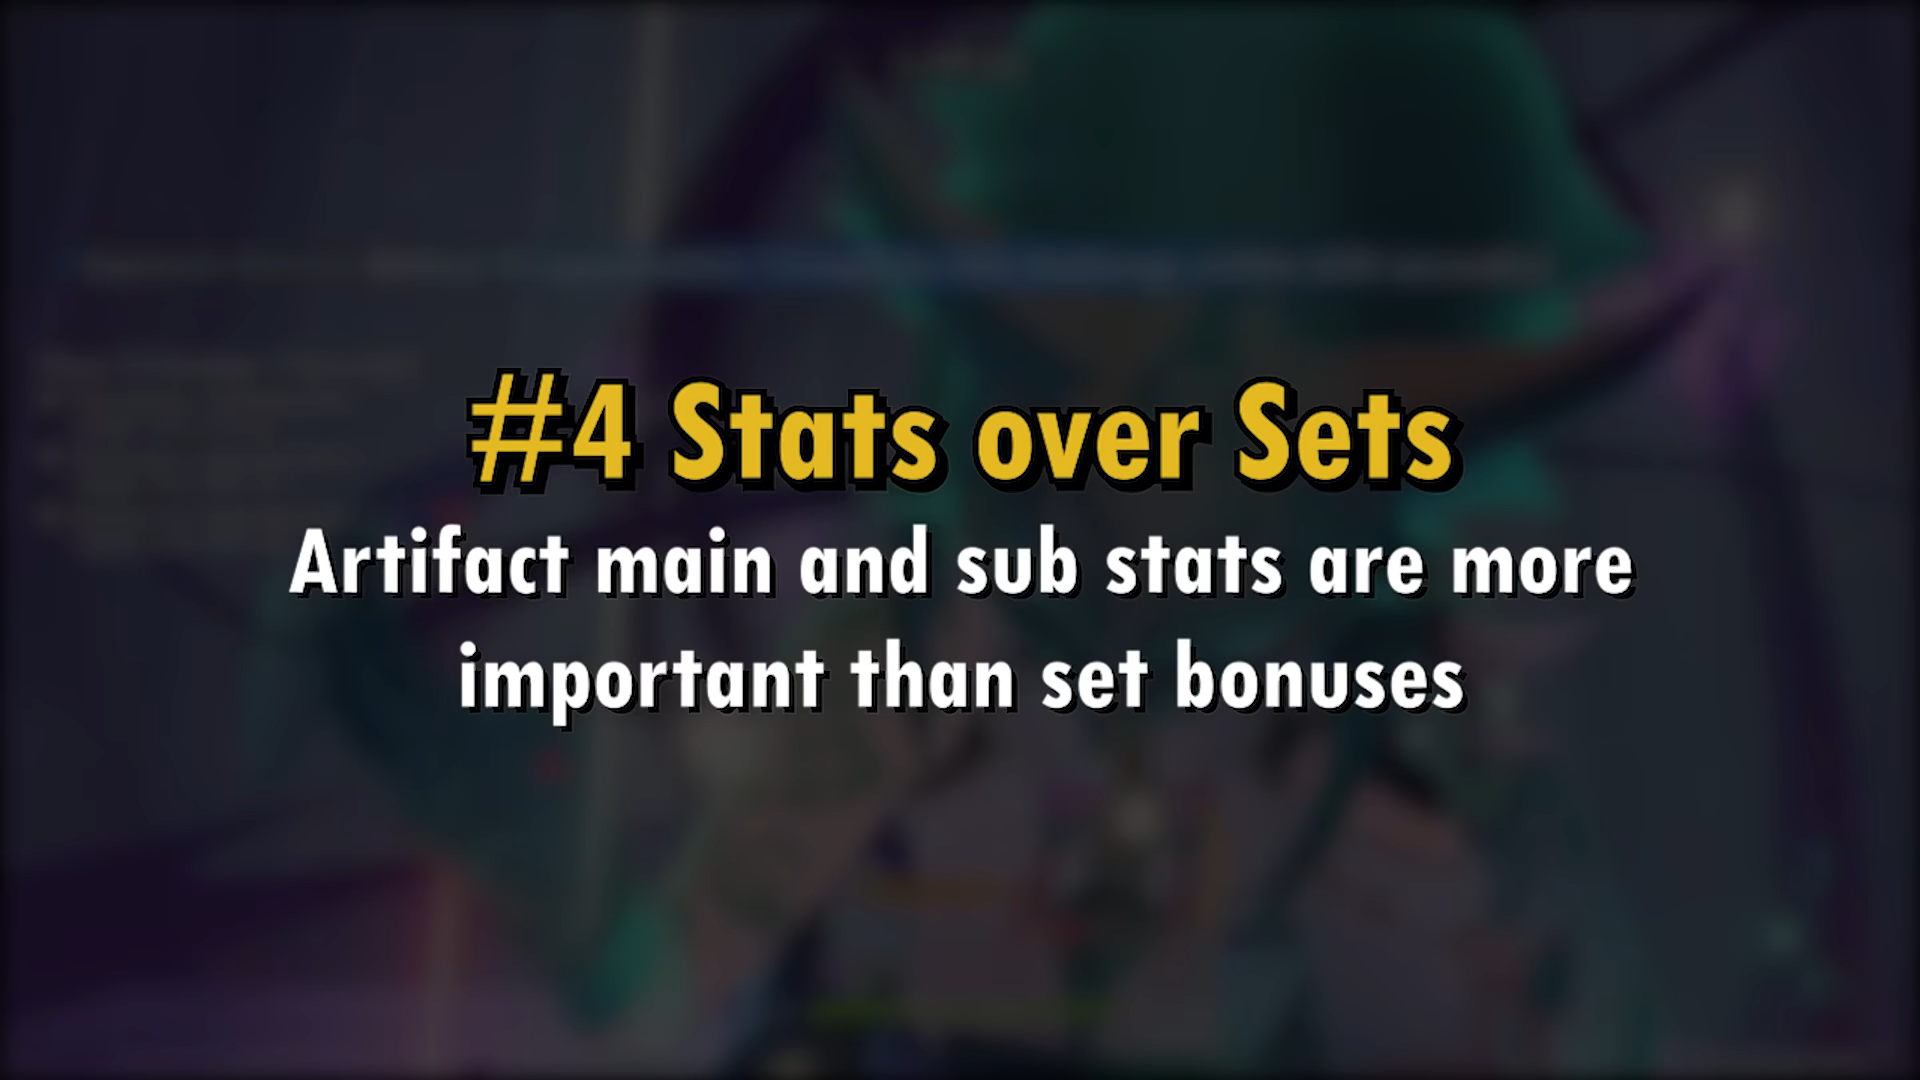 #4 Stats over Sets
Artifact main and sub stats are more
important than set bonuses